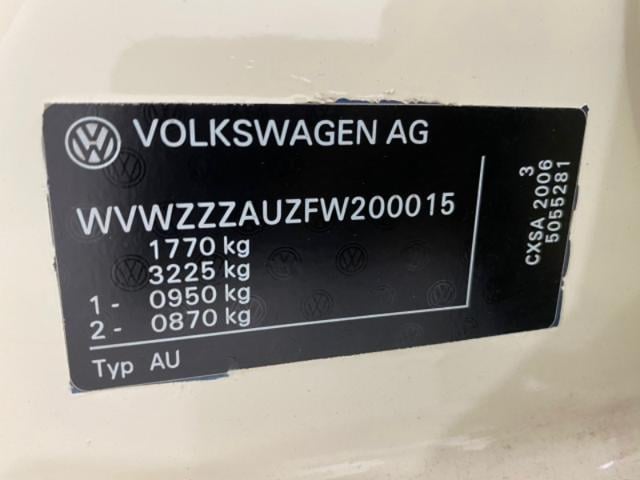 VOLKSWAGEN AG
WVWZZZAUZFW200015
1770 kg
3225 kg
1 - 0950 kg
2 - 0870 kg
Typ AU
3
CXSA 2006
5055281